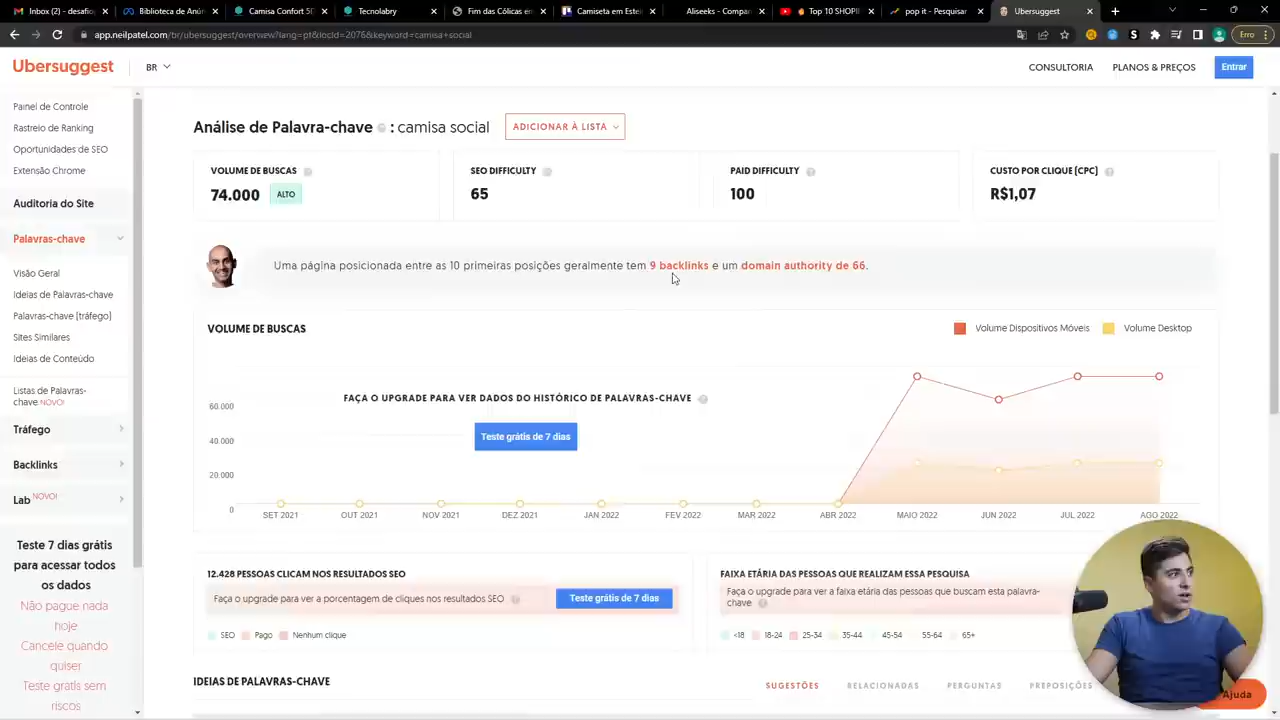 Inbox (2) - desafios
Biblioteca de Anún
Camisa Confort 5E
Tecnolabry
Fim das Cólicas em
Camiseta em Este
Aliseeks - Compar
Top 10 SHOPI
pop it - Pesquisar
Ubersuggest
app.neilpatel.com/br/ubersuggest/overview?lang=pt&locId=2076&keyword=camisa+social
Erro
Ubersuggest
BR
CONSULTORIA
PLANOS & PREÇOS
Entrar
Painel de Controle
Rastreio de Ranking
Oportunidades de SEO
Extensão Chrome
Auditoria do Site
Palavras-chave
Visão Geral
Ideias de Palavras-chave
Palavras-chave (tráfego)
Sites Similares
Ideias de Conteúdo
Listas de Palavras-
chave NOVO!
Tráfego
Backlinks
Lab NOVO!
Teste 7 dias grátis
para acessar todos
os dados
Não pague nada
hoje
Cancele quando
quiser
Teste gratis sem
riscos
Análise de Palavra-chave : camisa social
ADICIONAR À LISTA
VOLUME DE BUSCAS
74.000 ALTO
SEO DIFFICULTY
65
PAID DIFFICULTY
100
CUSTO POR CLIQUE (CPC)
R$1,07
Uma página posicionada entre as 10 primeiras posições geralmente tem 9 backlinks e um domain authority de 66.
VOLUME DE BUSCAS
Volume Dispositivos Móveis
Volume Desktop
FAÇA O UPGRADE PARA VER DADOS DO HISTÓRICO DE PALAVRAS-CHAVE
Teste grátis de 7 dias
60.000
40.000
20.000
0
SET 2021
OUT 2021
NOV 2021
DEZ 2021
JAN 2022
FEV 2022
MAR 2022
ABR 2022
MAIO 2022
JUN 2022
JUL 2022
AGO 2022
12.428 PESSOAS CLICAM NOS RESULTADOS SEO
Faça o upgrade para ver a porcentagem de cliques nos resultados SEO
Teste grátis de 7 dias
SEO
Pago
Nenhum clique
FAIXA ETÁRIA DAS PESSOAS QUE REALIZAM ESSA PESQUISA
Faça o upgrade para ver a faixa etária das pessoas que buscam esta palavra-
chave
<18
18-24
25-34
35-44
45-54
55-64
65+
IDEIAS DE PALAVRAS-CHAVE
SUGESTÕES
RELACIONADAS
PERGUNTAS
PREPOSIÇÕES
Ajuda